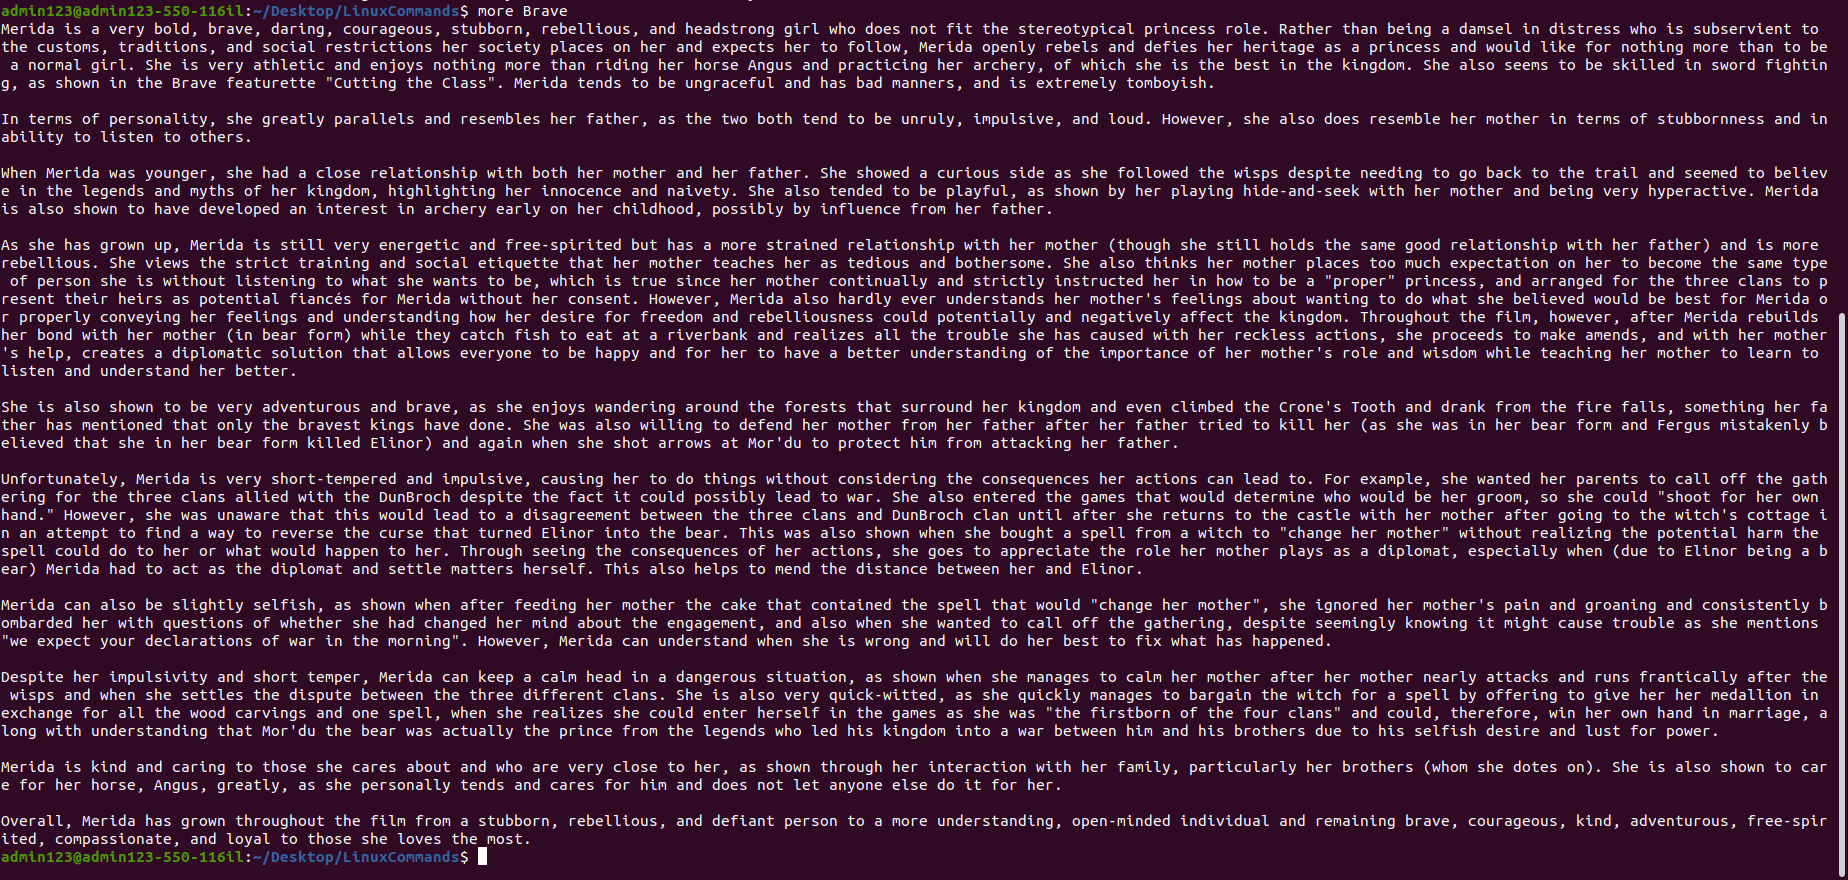 admin123@admin123-550-116il:~/Desktop/LinuxCommands$ more Brave
Merida is a very bold, brave, daring, courageous, stubborn, rebellious, and headstrong girl who does not fit the stereotypical princess role. Rather than being a damsel in distress who is subservient to
the customs, traditions, and social restrictions her society places on her and expects her to follow, Merida openly rebels and defies her heritage as a princess and would like for nothing more than to be
 a normal girl. She is very athletic and enjoys nothing more than riding her horse Angus and practicing her archery, of which she is the best in the kingdom. She also seems to be skilled in sword fightin
g, as shown in the Brave featurette "Cutting the Class". Merida tends to be ungraceful and has bad manners, and is extremely tomboyish.

In terms of personality, she greatly parallels and resembles her father, as the two both tend to be unruly, impulsive, and loud. However, she also does resemble her mother in terms of stubbornness and in
ability to listen to others.

When Merida was younger, she had a close relationship with both her mother and her father. She showed a curious side as she followed the wisps despite needing to go back to the trail and seemed to believ
e in the legends and myths of her kingdom, highlighting her innocence and naivety. She also tended to be playful, as shown by her playing hide-and-seek with her mother and being very hyperactive. Merida
is also shown to have developed an interest in archery early on her childhood, possibly by influence from her father.

As she has grown up, Merida is still very energetic and free-spirited but has a more strained relationship with her mother (though she still holds the same good relationship with her father) and is more
rebellious. She views the strict training and social etiquette that her mother teaches her as tedious and bothersome. She also thinks her mother places too much expectation on her to become the same type
 of person she is without listening to what she wants to be, which is true since her mother continually and strictly instructed her in how to be a "proper" princess, and arranged for the three clans to p
resent their heirs as potential fiancés for Merida without her consent. However, Merida also hardly ever understands her mother's feelings about wanting to do what she believed would be best for Merida o
r properly conveying her feelings and understanding how her desire for freedom and rebelliousness could potentially and negatively affect the kingdom. Throughout the film, however, after Merida rebuilds
her bond with her mother (in bear form) while they catch fish to eat at a riverbank and realizes all the trouble she has caused with her reckless actions, she proceeds to make amends, and with her mother
's help, creates a diplomatic solution that allows everyone to be happy and for her to have a better understanding of the importance of her mother's role and wisdom while teaching her mother to learn to
listen and understand her better.

She is also shown to be very adventurous and brave, as she enjoys wandering around the forests that surround her kingdom and even climbed the Crone's Tooth and drank from the fire falls, something her fa
ther has mentioned that only the bravest kings have done. She was also willing to defend her mother from her father after her father tried to kill her (as she was in her bear form and Fergus mistakenly b
elieved that she in her bear form killed Elinor) and again when she shot arrows at Mor'du to protect him from attacking her father.

Unfortunately, Merida is very short-tempered and impulsive, causing her to do things without considering the consequences her actions can lead to. For example, she wanted her parents to call off the gath
ering for the three clans allied with the DunBroch despite the fact it could possibly lead to war. She also entered the games that would determine who would be her groom, so she could "shoot for her own
hand." However, she was unaware that this would lead to a disagreement between the three clans and DunBroch clan until after she returns to the castle with her mother after going to the witch's cottage i
n an attempt to find a way to reverse the curse that turned Elinor into the bear. This was also shown when she bought a spell from a witch to "change her mother" without realizing the potential harm the
spell could do to her or what would happen to her. Through seeing the consequences of her actions, she goes to appreciate the role her mother plays as a diplomat, especially when (due to Elinor being a b
ear) Merida had to act as the diplomat and settle matters herself. This also helps to mend the distance between her and Elinor.

Merida can also be slightly selfish, as shown when after feeding her mother the cake that contained the spell that would "change her mother", she ignored her mother's pain and groaning and consistently b
ombarded her with questions of whether she had changed her mind about the engagement, and also when she wanted to call off the gathering, despite seemingly knowing it might cause trouble as she mentions
"we expect your declarations of war in the morning". However, Merida can understand when she is wrong and will do her best to fix what has happened.

Despite her impulsivity and short temper, Merida can keep a calm head in a dangerous situation, as shown when she manages to calm her mother after her mother nearly attacks and runs frantically after the
 wisps and when she settles the dispute between the three different clans. She is also very quick-witted, as she quickly manages to bargain the witch for a spell by offering to give her her medallion in
exchange for all the wood carvings and one spell, when she realizes she could enter herself in the games as she was "the firstborn of the four clans" and could, therefore, win her own hand in marriage, a
long with understanding that Mor'du the bear was actually the prince from the legends who led his kingdom into a war between him and his brothers due to his selfish desire and lust for power.

Merida is kind and caring to those she cares about and who are very close to her, as shown through her interaction with her family, particularly her brothers (whom she dotes on). She is also shown to car
e for her horse, Angus, greatly, as she personally tends and cares for him and does not let anyone else do it for her.

Overall, Merida has grown throughout the film from a stubborn, rebellious, and defiant person to a more understanding, open-minded individual and remaining brave, courageous, kind, adventurous, free-spir
ited, compassionate, and loyal to those she loves the most.
admin123@admin123-550-116il:~/Desktop/LinuxCommands$